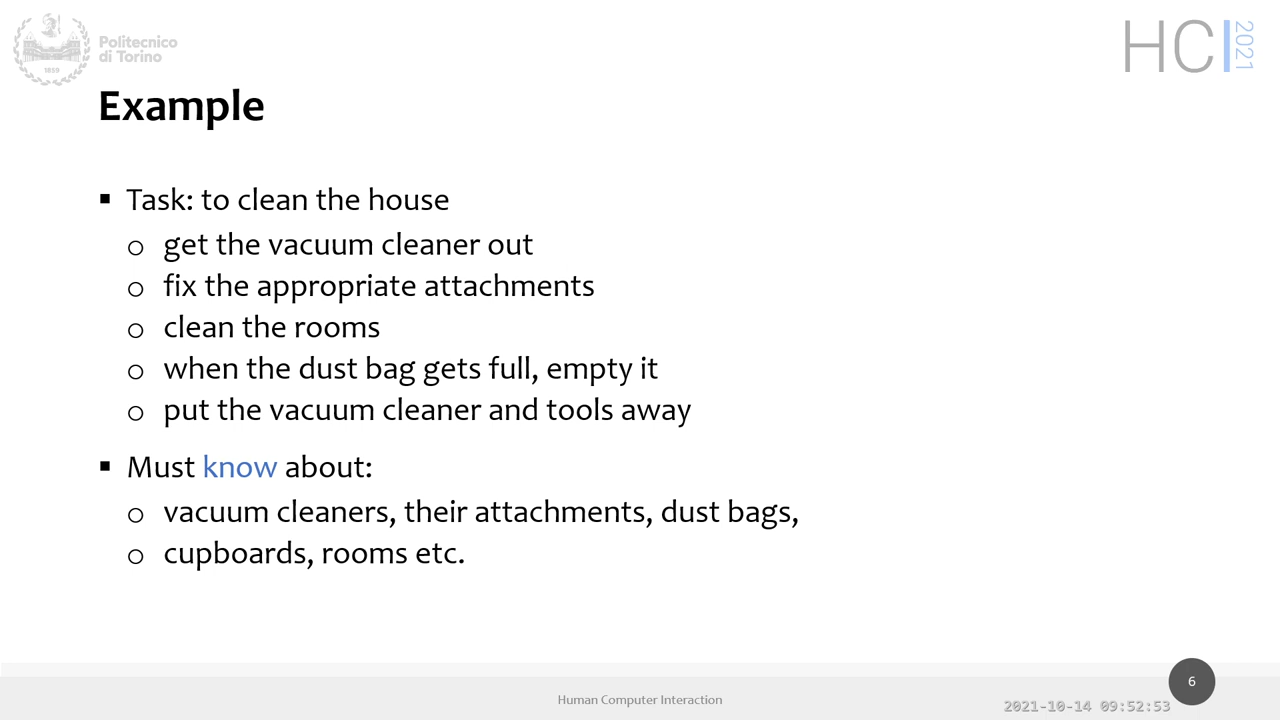 Politecnico
di Torino
1859
HCI 2021
Example
▪ Task: to clean the house
o get the vacuum cleaner out
o fix the appropriate attachments
o clean the rooms
o when the dust bag gets full, empty it
o put the vacuum cleaner and tools away
▪ Must know about:
o vacuum cleaners, their attachments, dust bags,
o cupboards, rooms etc.
Human Computer Interaction
6
2021-10-14 09:52:53